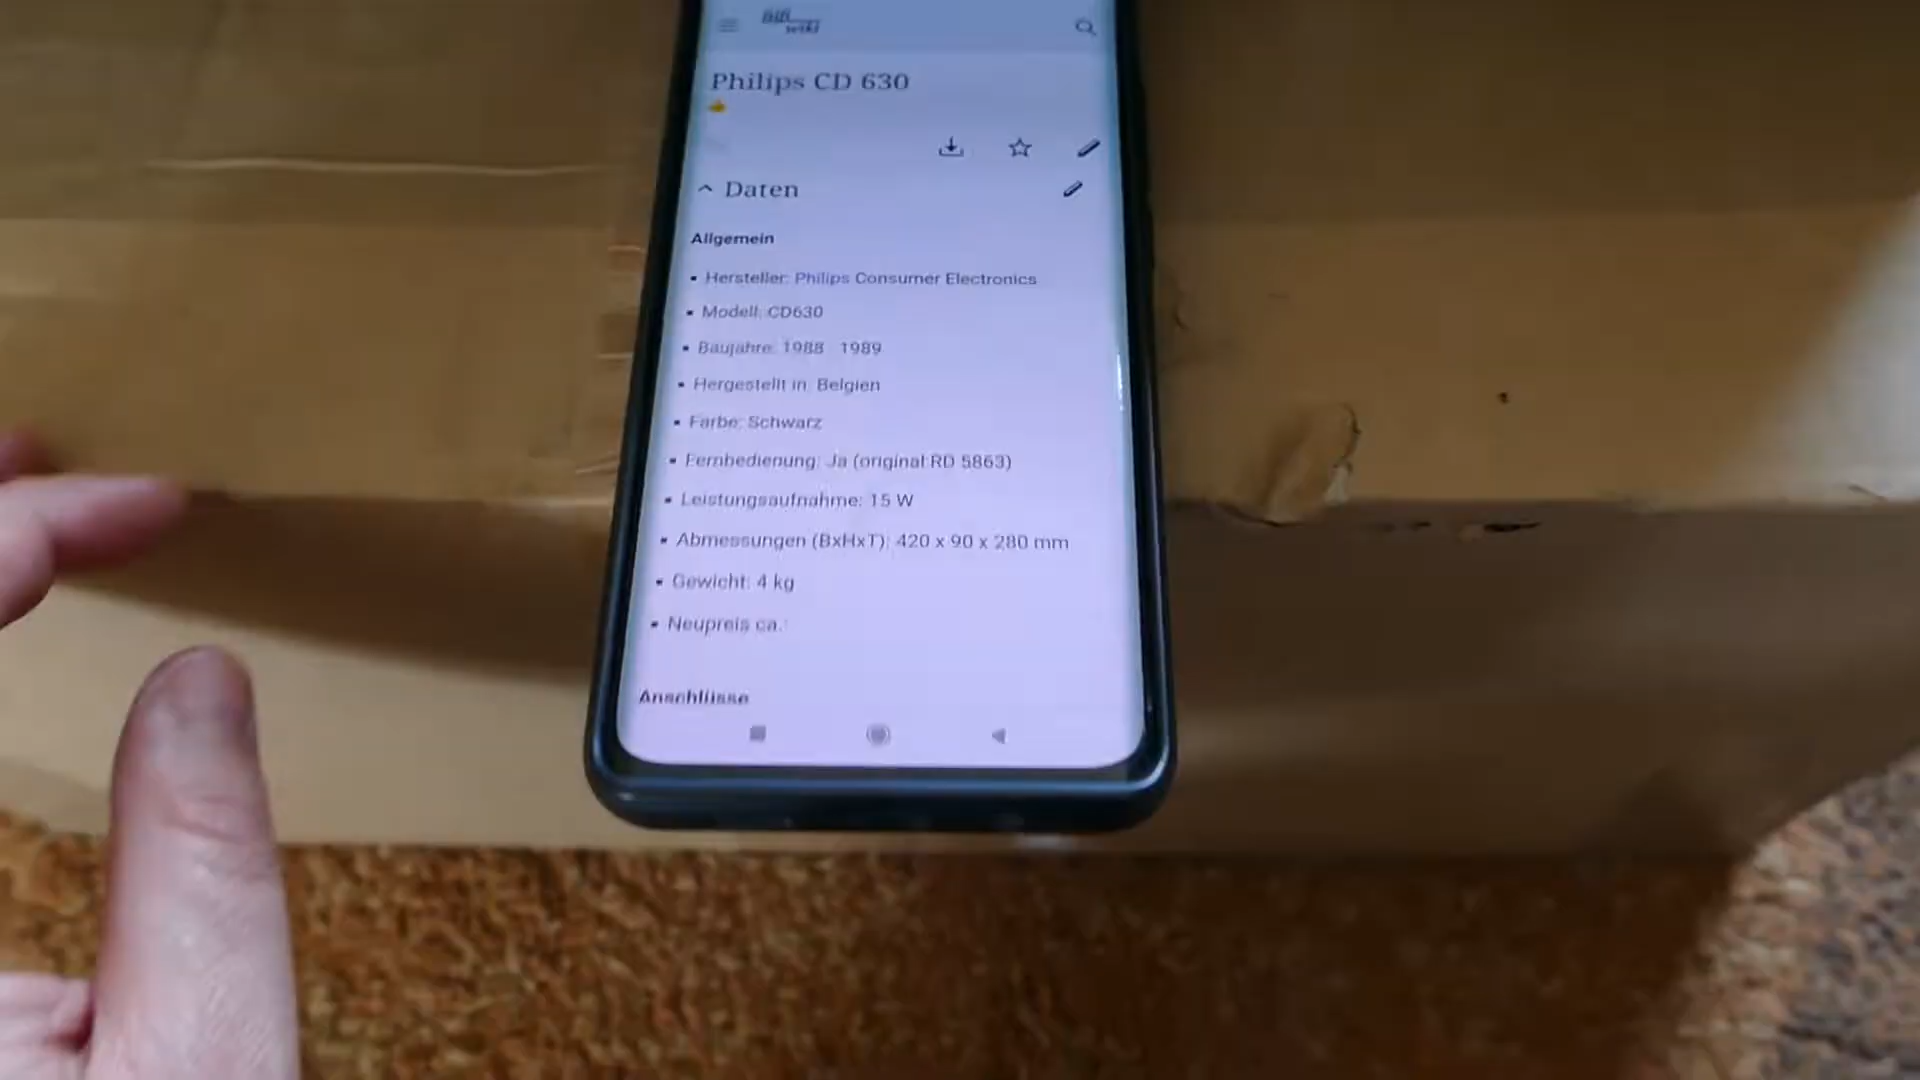 hifi
wiki
Philips CD 630
Daten
Allgemein
▪ Hersteller: Philips Consumer Electronics
▪ Modell: CD630
▪ Baujahre: 1988 - 1989
▪ Hergestellt in: Belgien
▪ Farbe: Schwarz
▪ Fernbedienung: Ja (original RD 5863)
▪ Leistungsaufnahme: 15 W
▪ Abmessungen (BxHxT): 420 x 90 x 280 mm
▪ Gewicht: 4 kg
▪ Neupreis ca.:
Anschlüsse